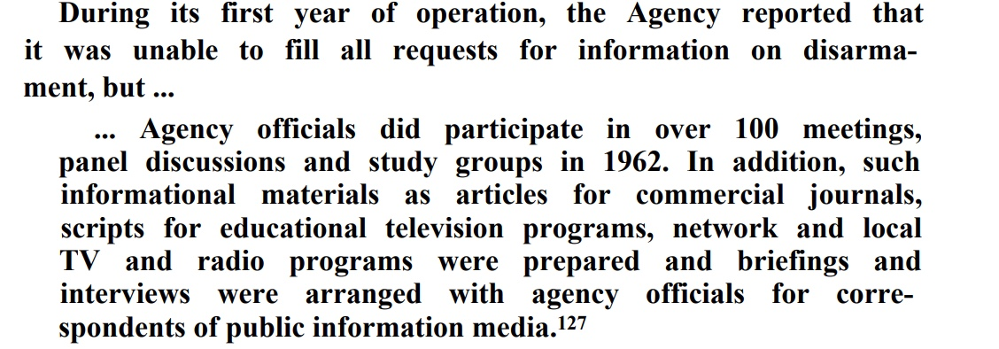 During its first year of operation, the Agency reported that
it was unable to fill all requests for information on disarma-
ment, but ...
... Agency officials did participate in over 100 meetings,
panel discussions and study groups in 1962. In addition, such
informational materials as articles for commercial journals,
scripts for educational television programs, network and local
TV and radio programs were prepared and briefings and
interviews were arranged with agency officials for corre-
spondents of public information media.127